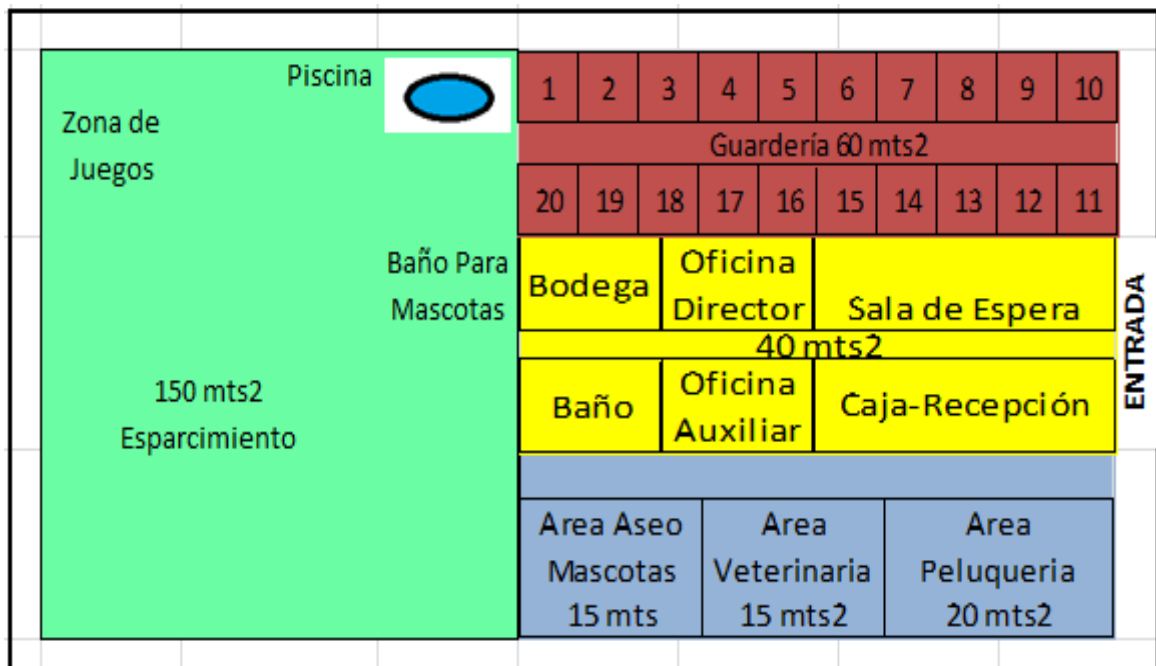 Piscina
Zona de
Juegos
1 2 3 4 5 6 7 8 9 10
Guardería 60 mts2
20 19 18 17 16 15 14 13 12 11
Baño Para
Mascotas
150 mts2
Esparcimiento
Bodega
Oficina
Director
Sala de Espera
40 mts2
Baño
Oficina
Auxiliar
Caja-Recepción
ENTRADA
Area Aseo
Mascotas
15 mts
Area
Veterinaria
15 mts2
Area
Peluqueria
20 mts2